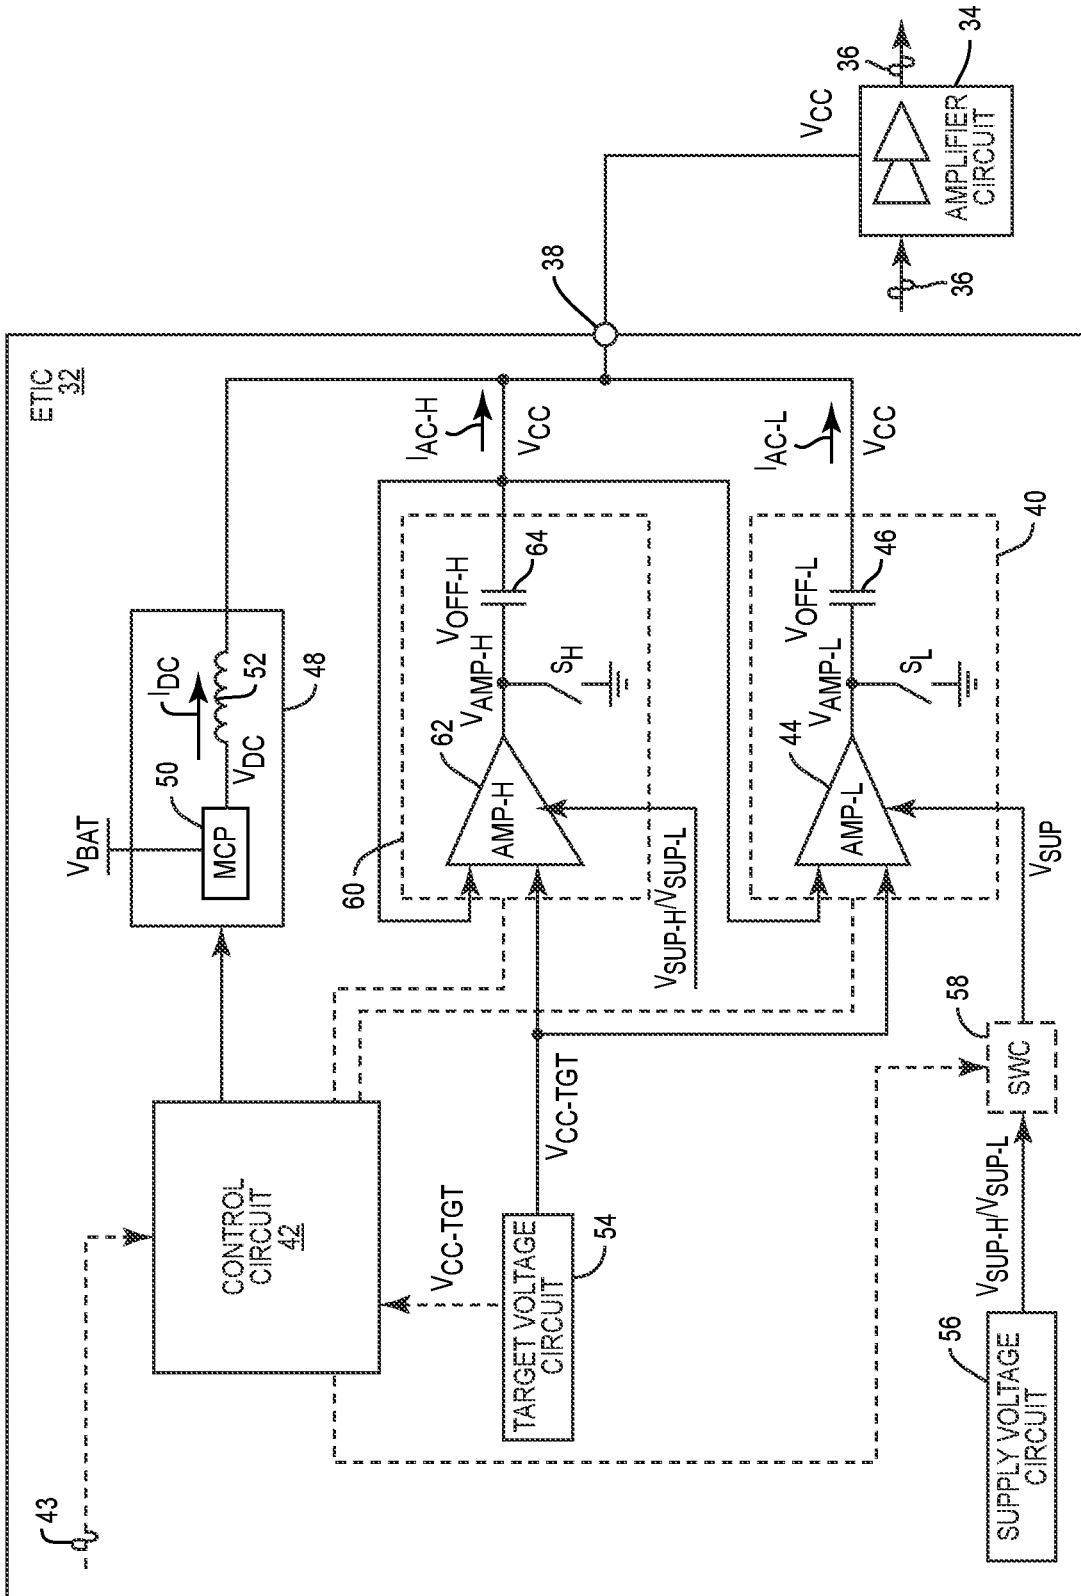 ETIC
32
43
CONTROL
CIRCUIT
42
VBAT
50
MCP
VDC
IDC
52
48
VCC-TGT
TARGET VOLTAGE
CIRCUIT
54
VCC-TGT
60
62
AMP-H
VAMP-H
VOFF-H
64
SH
IAC-H
VCC
VSUP-H/VSUP-L
38
VCC
36
36
AMPLIFIER
CIRCUIT
34
44
AMP-L
VAMP-L
VOFF-L
46
SL
40
IAC-L
VCC
VSUP
58
SWC
VSUP-H/VSUP-L
56
SUPPLY VOLTAGE
CIRCUIT